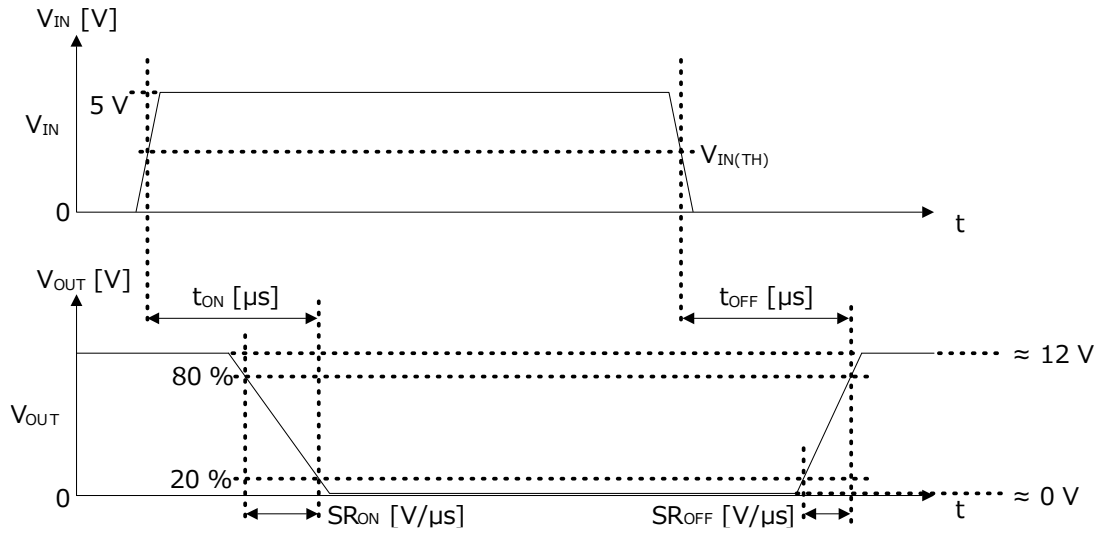 VIN [V]
5 V
VIN
VIN(TH)
0
t
VOUT [V]
tON [µs]
tOFF [µs]
≈ 12 V
80 %
VOUT
20 %
0
≈ 0 V
SRON [V/µs]
SROFF [V/µs]
t